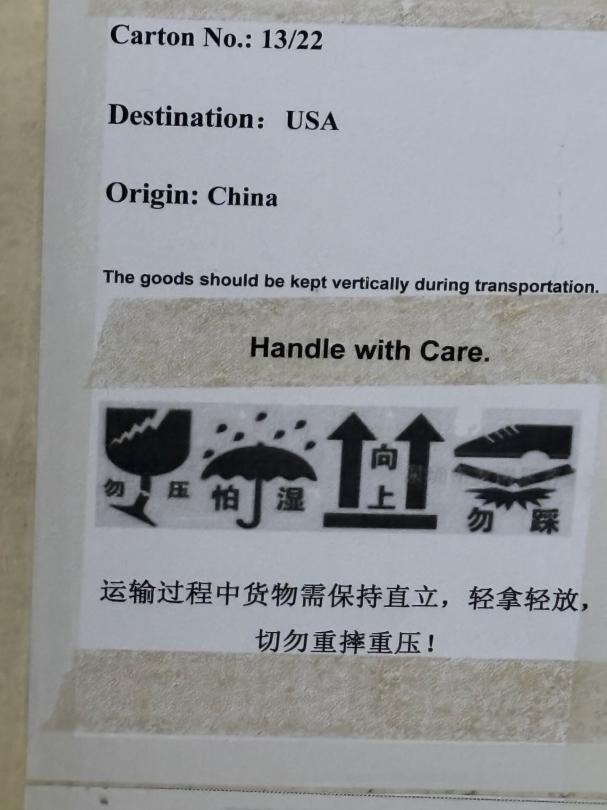 Carton No.: 13/22
Destination: USA
Origin: China
The goods should be kept vertically during transportation.
Handle with Care.
勿 压
怕 湿
向上
勿 踩
运输过程中货物需保持直立，轻拿轻放，
切勿重摔重压！